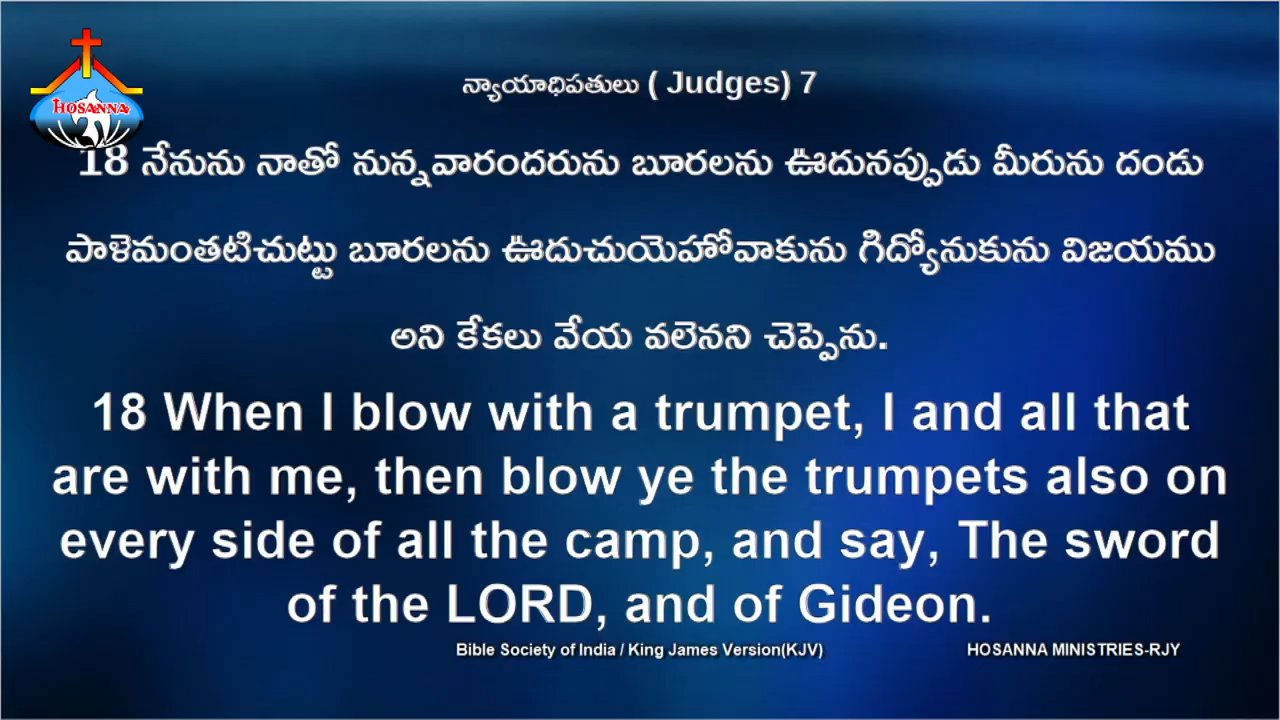 HOSANNA
న్యాయాధిపతులు ( Judges) 7
18 నేనును నాతో నున్నవారందరును బూరలను ఊదునప్పుడు మీరును దండు
పాళెమంతటిచుట్టు బూరలను ఊదుచుయెహోవాకును గిద్యోనుకును విజయము
అని కేకలు వేయ వలెనని చెప్పెను.
18 When I blow with a trumpet, I and all that
are with me, then blow ye the trumpets also on
every side of all the camp, and say, The sword
of the LORD, and of Gideon.
Bible Society of India / King James Version(KJV)
HOSANNA MINISTRIES-RJY